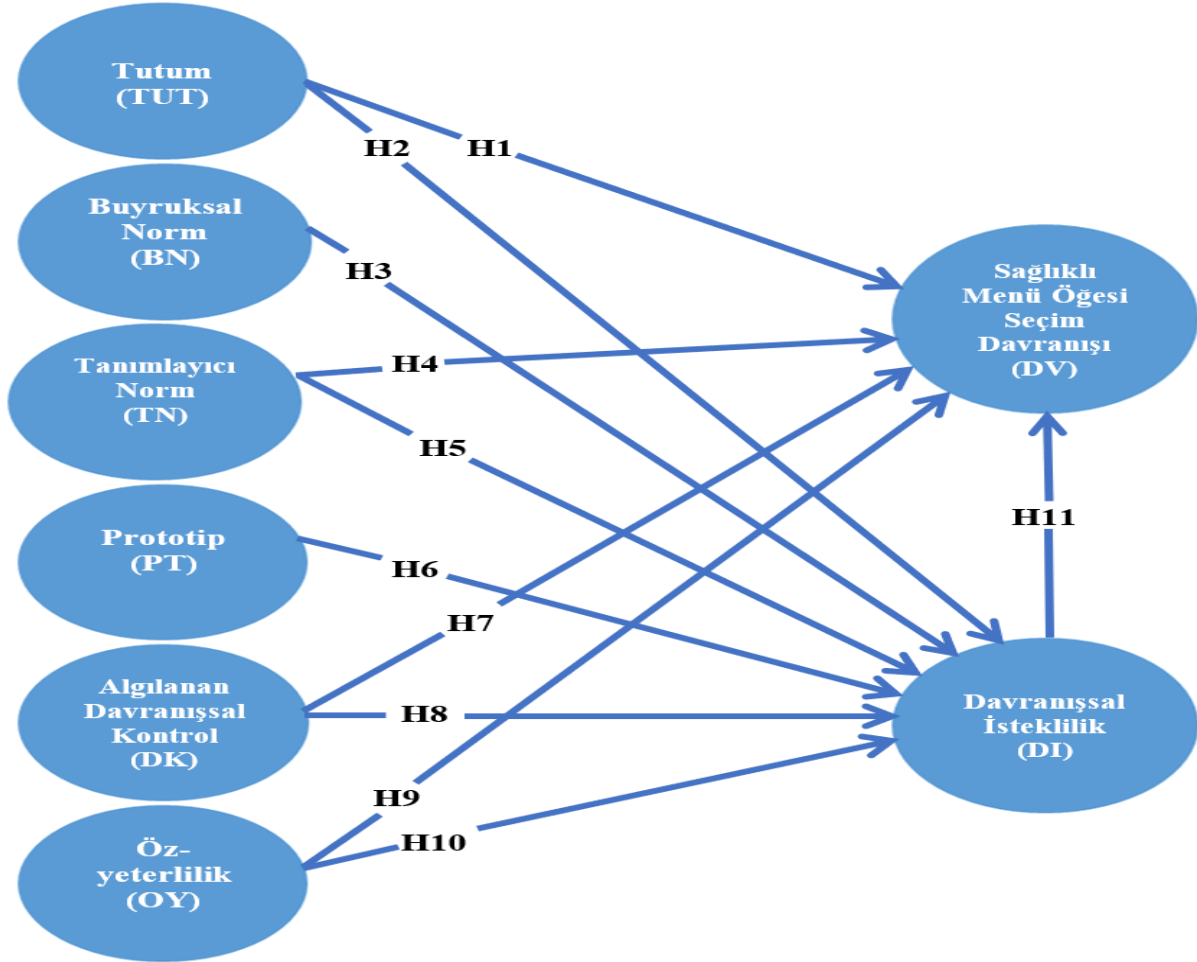 Tutum
(TUT)
Buyruksal
Norm
(BN)
Tanımlayıcı
Norm
(TN)
Prototip
(PT)
Algılanan
Davranışsal
Kontrol
(DK)
Öz-
yeterlilik
(OY)
H1
H2
H3
H4
H5
H6
H7
H8
H9
H10
H11
Sağlıklı
Menü Öğesi
Seçim
Davranışı
(DV)
Davranışsal
İsteklilik
(DI)